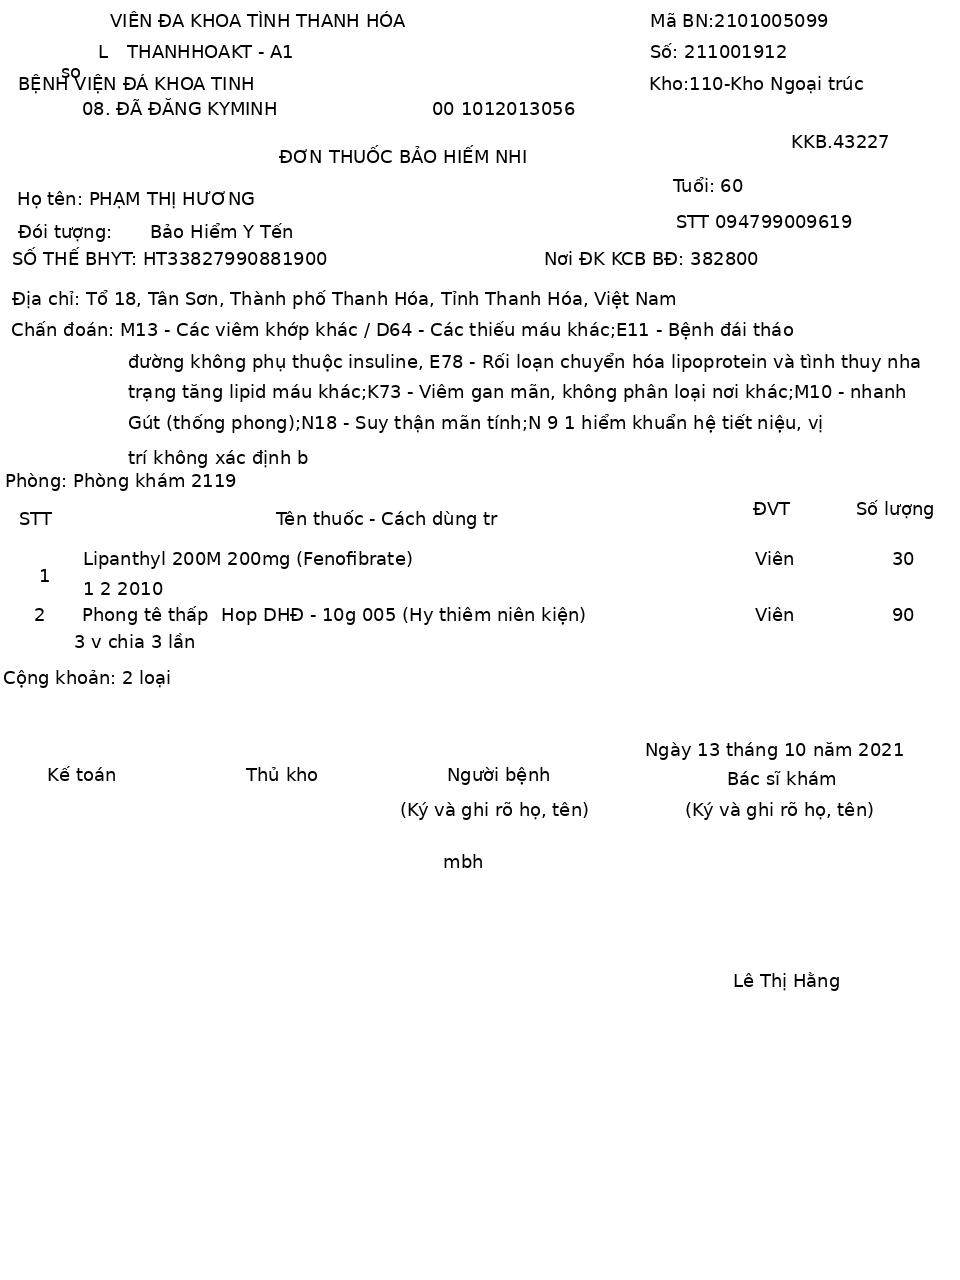 VIÊN ĐA KHOA TÌNH THANH HÓA Mã BN:2101005099
L THANHHOAKT - A1 Số: 211001912
so
BỆNH VIỆN ĐÁ KHOA TINH Kho:110-Kho Ngoại trúc
08. ĐÃ ĐĂNG KYMINH 00 1012013056
KKB.43227
ĐƠN THUỐC BẢO HIẾM NHI
Tuổi: 60
Họ tên: PHẠM THỊ HƯƠNG
STT 094799009619
Đói tượng: Bảo Hiểm Y Tến
SỐ THẾ BHYT: HT33827990881900 Nơi ĐK KCB BĐ: 382800
Địa chỉ: Tổ 18, Tân Sơn, Thành phố Thanh Hóa, Tỉnh Thanh Hóa, Việt Nam
Chấn đoán: M13 - Các viêm khớp khác / D64 - Các thiếu máu khác;E11 - Bệnh đái tháo
đường không phụ thuộc insuline, E78 - Rối loạn chuyển hóa lipoprotein và tình thuy nha
trạng tăng lipid máu khác;K73 - Viêm gan mãn, không phân loại nơi khác;M10 - nhanh
Gút (thống phong);N18 - Suy thận mãn tính;N 9 1 hiểm khuẩn hệ tiết niệu, vị
trí không xác định b
Phòng: Phòng khám 2119
STT Tên thuốc - Cách dùng tr ĐVT Số lượng
1 Lipanthyl 200M 200mg (Fenofibrate) Viên 30
1 2 2010
2 Phong tê thấp Hop DHĐ - 10g 005 (Hy thiêm niên kiện) Viên 90
3 v chia 3 lần
Cộng khoản: 2 loại
Ngày 13 tháng 10 năm 2021
Kế toán Thủ kho Người bệnh Bác sĩ khám
(Ký và ghi rõ họ, tên) (Ký và ghi rõ họ, tên)
mbh
Lê Thị Hằng